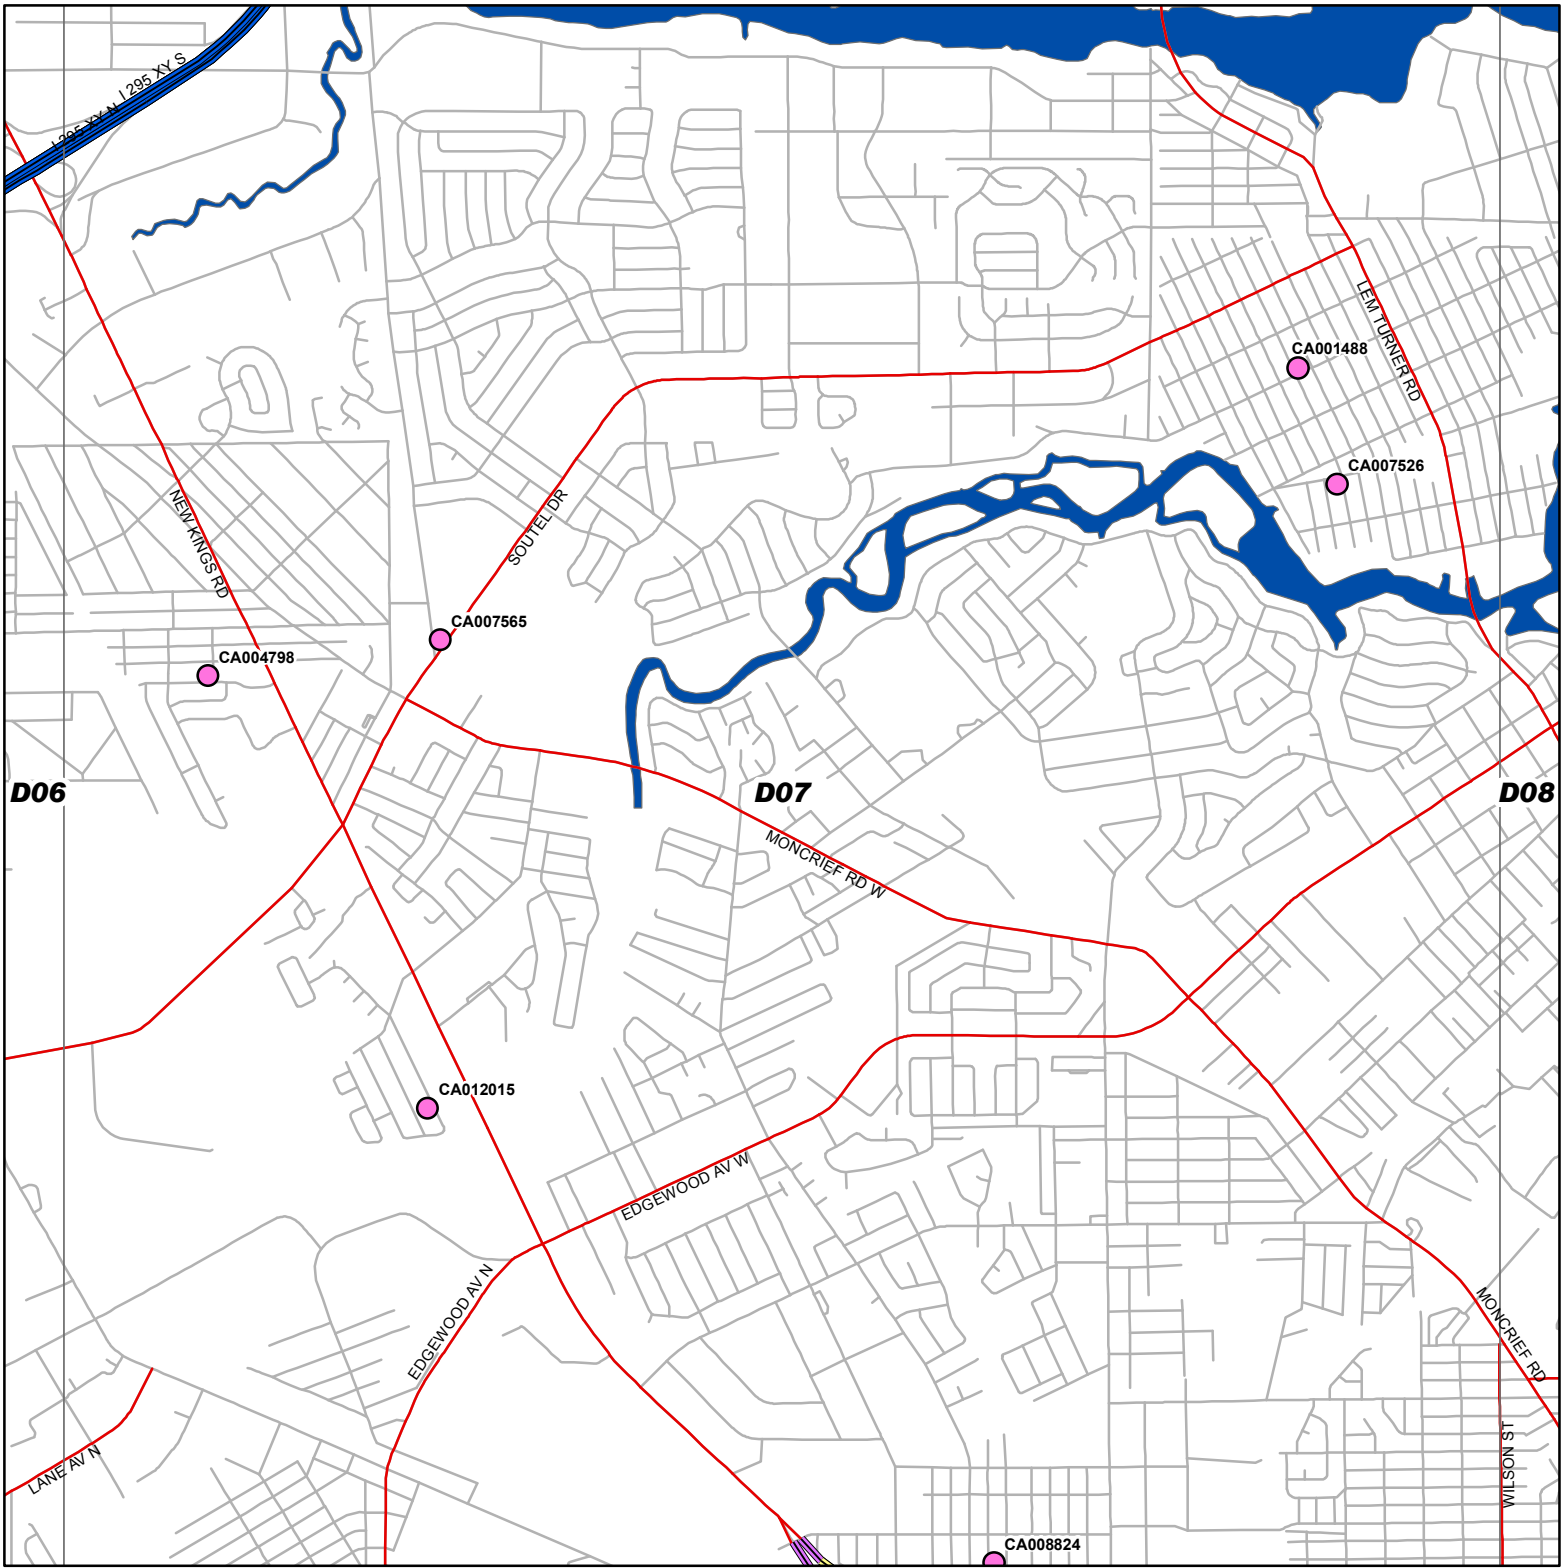 I 295 XY S
I 295 XY N
LEM TURNER RD
CA001488
CA007526
NEW KINGS RD
SOUTEL DR
CA007565
CA004798
D06
D07
D08
MONCRIEF RD W
CA012015
EDGEWOOD AV W
EDGEWOOD AV N
MONCRIEF RD
LANE AV N
WILSON ST
CA008824